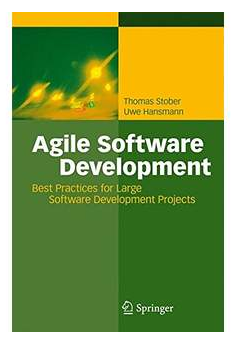 Thomas Stober
Uwe Hansmann
Agile Software
Development
Best Practices for Large
Software Development Projects
Springer